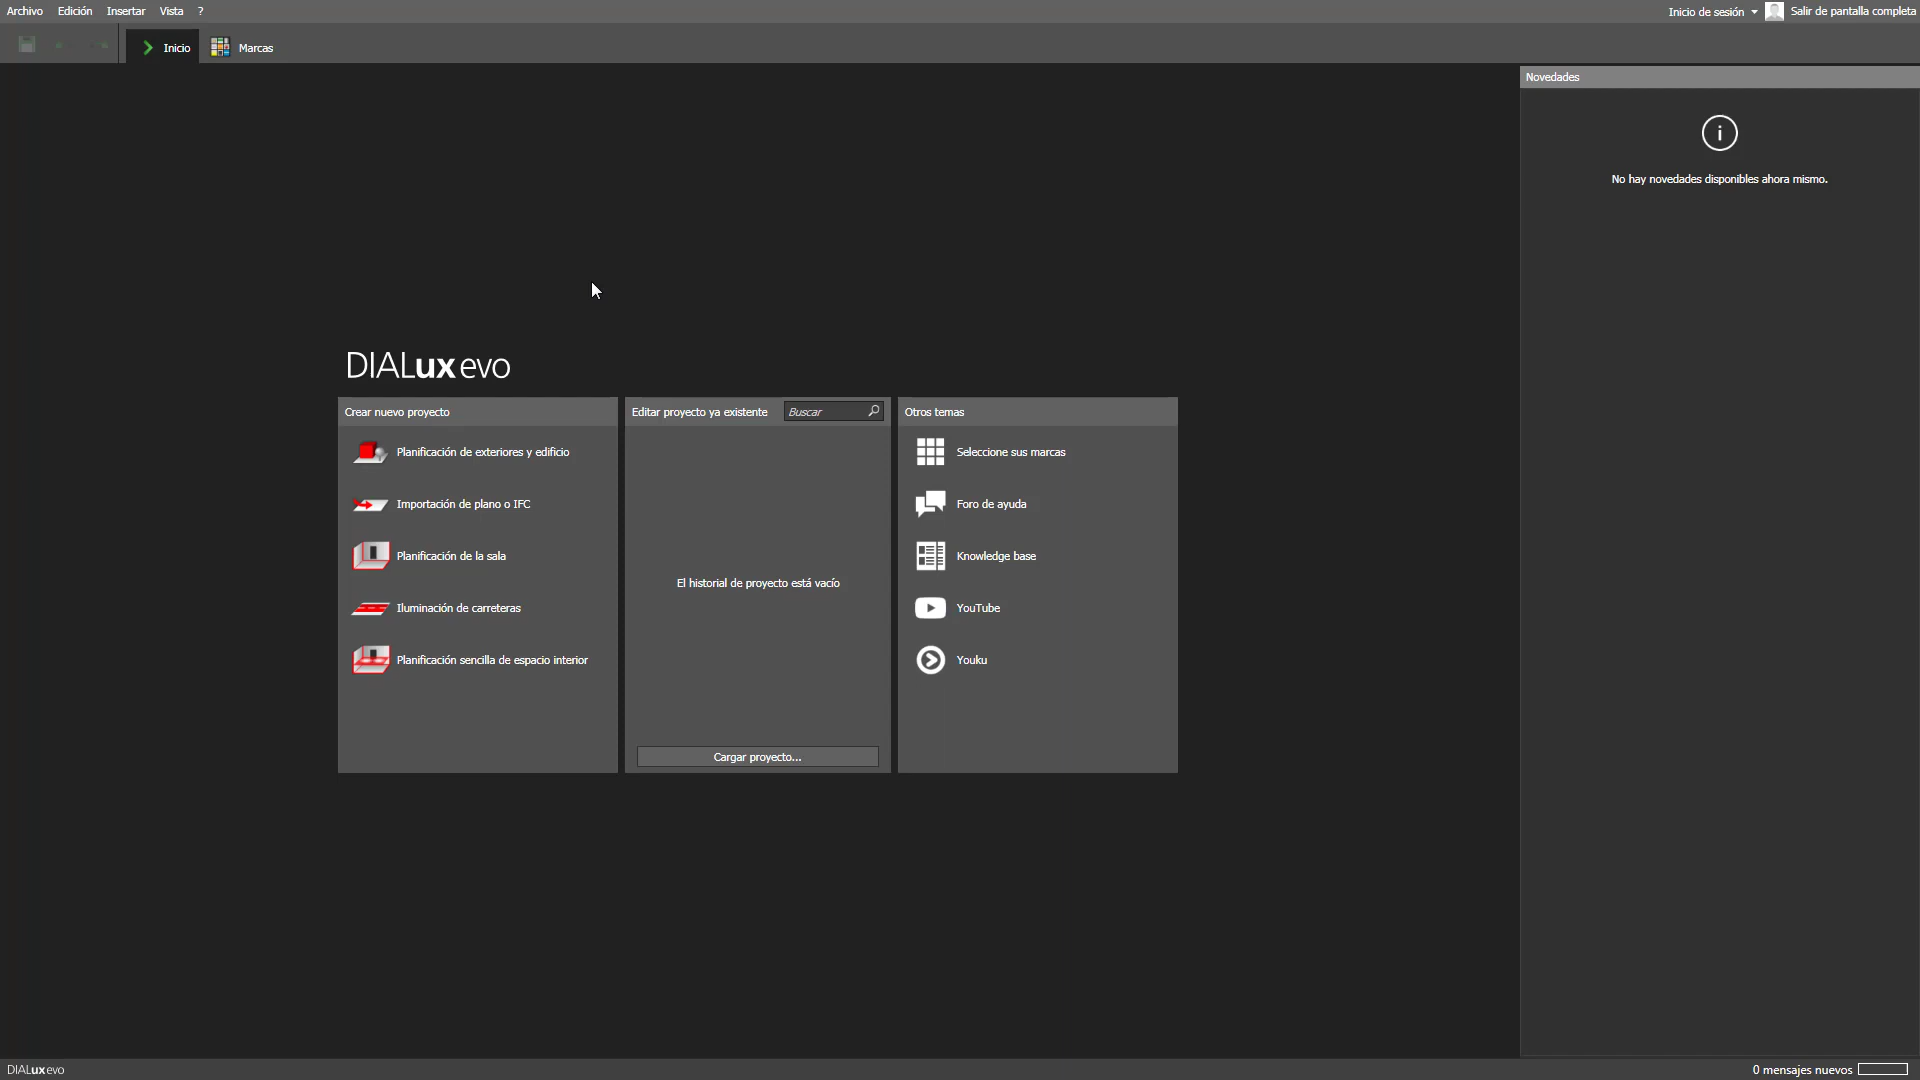 Archivo Edición Insertar Vista ?
Inicio de sesión Salir de pantalla completa
Inicio Marcas
Novedades
No hay novedades disponibles ahora mismo.
DIALux evo
Crear nuevo proyecto
Planificación de exteriores y edificio
Importación de plano o IFC
Planificación de la sala
Iluminación de carreteras
Planificación sencilla de espacio interior
Editar proyecto ya existente Buscar
El historial de proyecto está vacío
Cargar proyecto...
Otros temas
Seleccione sus marcas
Foro de ayuda
Knowledge base
YouTube
Youku
DIALux evo
0 mensajes nuevos